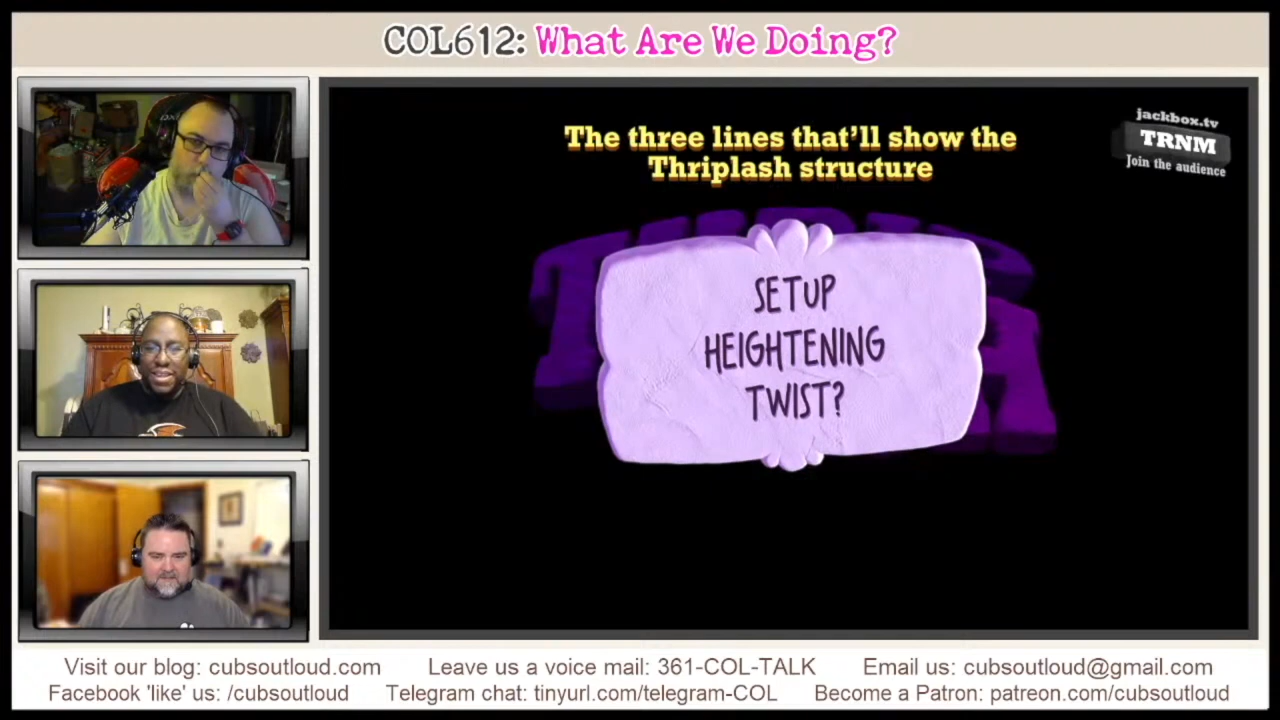 COL612: What Are We Doing?
The three lines that'll show the
Thriplash structure
jackbox.tv
TRNM
Join the audience
SETUP
HEIGHTENING
TWIST?
Visit our blog: cubsoutloud.com Leave us a voice mail: 361-COL-TALK Email us: cubsoutloud@gmail.com
Facebook 'like' us: /cubsoutloud Telegram chat: tinyurl.com/telegram-COL Become a Patron: patreon.com/cubsoutloud